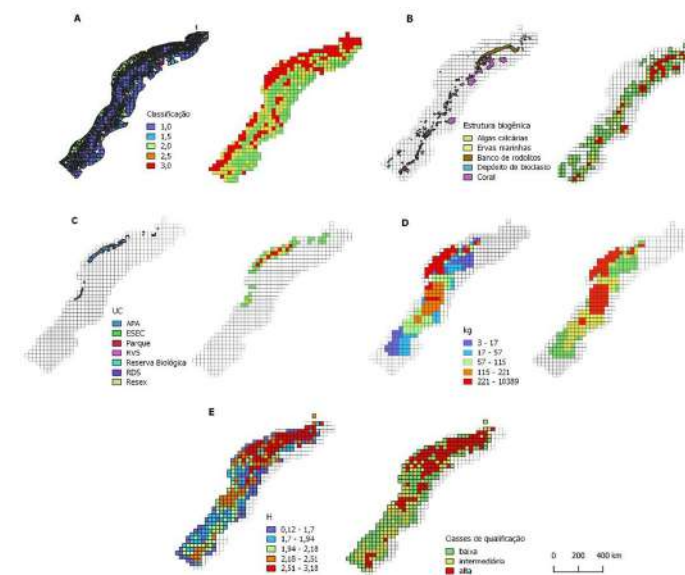 A
Classificação
1,0
1,5
2,0
2,5
3,0
B
Estrutura biogênica
Algas calcárias
Ervas marinhas
Banco de rodolitos
Depósito de bioclasto
Coral
C
UC
APA
ESEC
Parque
RVS
Reserva Biológica
RDS
Resex
D
kg
3 - 17
17 - 57
57 - 115
115 - 221
221 - 10389
E
H
0,12 - 1,7
1,7 - 1,94
1,94 - 2,18
2,18 - 2,51
2,51 - 3,18
Classes de qualificação
baixa
intermediária
alta
0 200 400 km